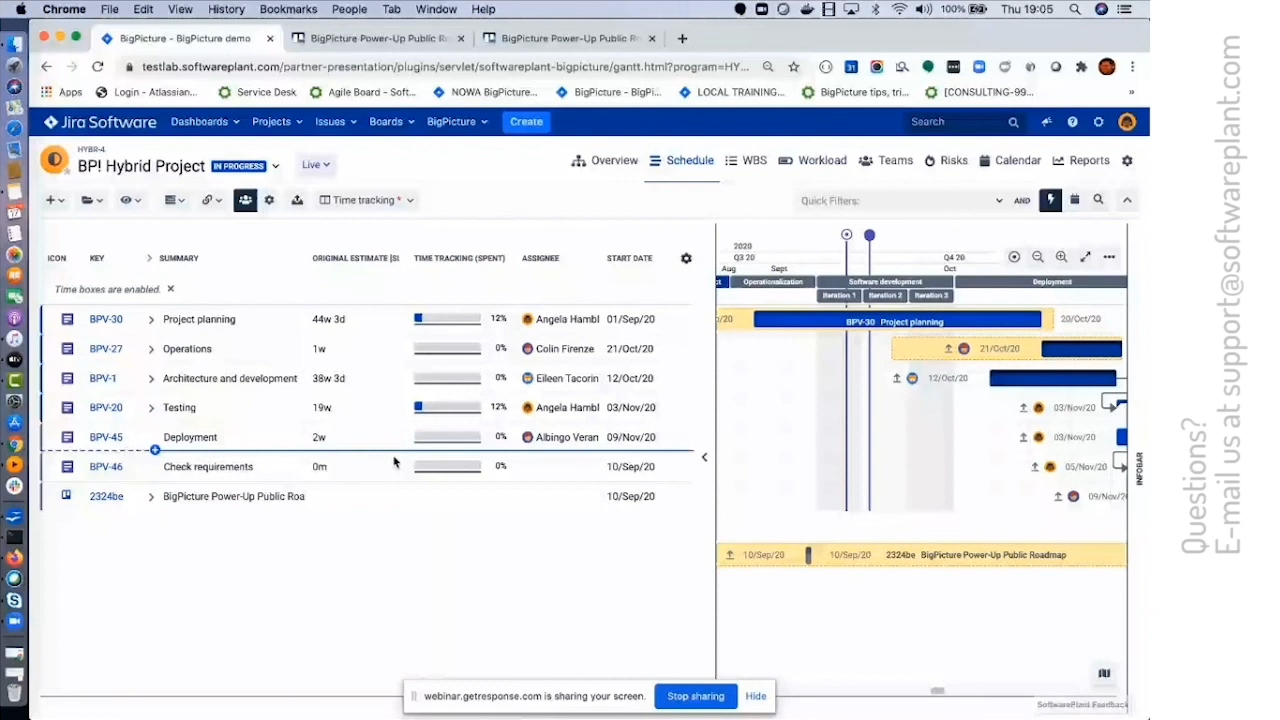 Chrome File Edit View History Bookmarks People Tab Window Help 100% Thu 19:05
BigPicture - BigPicture demo
BigPicture Power-Up Public R
BigPicture Power-Up Public R
testlab.softwareplant.com/partner-presentation/plugins/servlet/softwareplant-bigpicture/gantt.html?program=HY...
Apps Login - Atlassian... Service Desk Agile Board - Soft... NOWA BigPicture... BigPicture - BigPi... LOCAL TRAINING... BigPicture tips, tri... [CONSULTING-99...
Jira Software Dashboards Projects Issues Boards BigPicture Create Search
HYBR-4
BP! Hybrid Project IN PROGRESS Live
Overview Schedule WBS Workload Teams Risks Calendar Reports
Time tracking * Quick Filters: AND
ICON KEY SUMMARY ORIGINAL ESTIMATE TIME TRACKING (SPENT) ASSIGNEE START DATE
Time boxes are enabled.
BPV-30 Project planning 44w 3d 12% Angela Hambl 01/Sep/20
BPV-27 Operations 1w 0% Colin Firenze 21/Oct/20
BPV-1 Architecture and development 38w 3d 0% Eileen Tacorin 12/Oct/20
BPV-20 Testing 19w 12% Angela Hambl 03/Nov/20
BPV-45 Deployment 2w 0% Albingo Veran 09/Nov/20
BPV-46 Check requirements 0m 0% 10/Sep/20
2324be BigPicture Power-Up Public Roa 10/Sep/20
2020
Q3 20 Q4 20
Aug Sept Oct
Operationalization Software development Deployment
Iteration 1 Iteration 2 Iteration 3
/20 BPV-30 Project planning 20/Oct/20
21/Oct/20
12/Oct/20
03/Nov/20
03/Nov/20
05/Nov/20
09/Nov/2
10/Sep/20 10/Sep/20 2324be BigPicture Power-Up Public Roadmap
INFOBAR
webinar.getresponse.com is sharing your screen. Stop sharing Hide
SoftwarePlant Feedback
Questions?
E-mail us at support@softwareplant.com